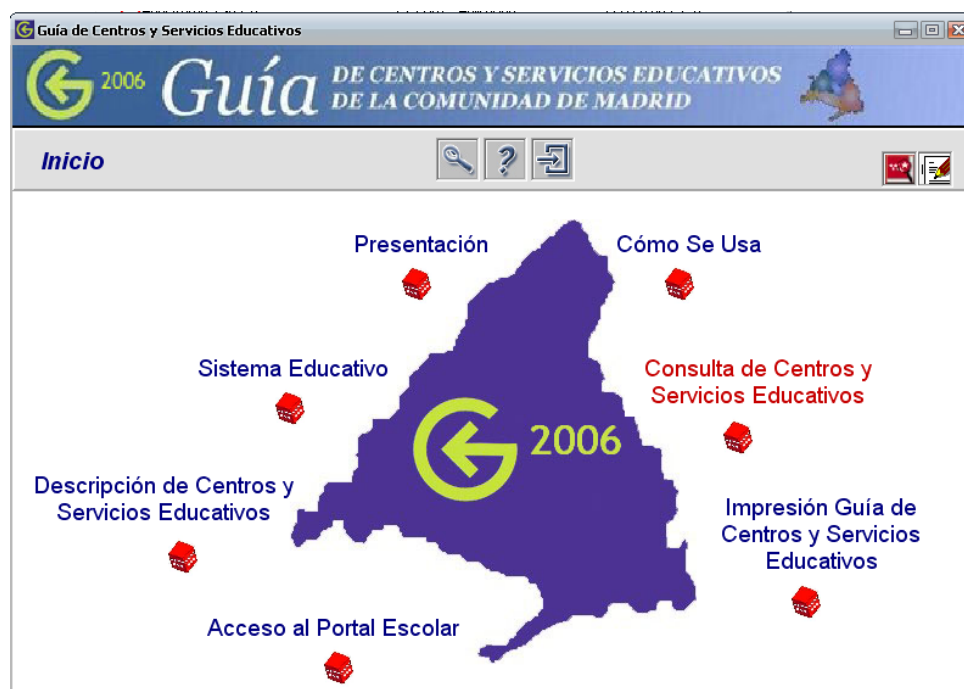 Guía de Centros y Servicios Educativos
2006 Guía DE CENTROS Y SERVICIOS EDUCATIVOS
DE LA COMUNIDAD DE MADRID
Inicio
Presentación
Cómo Se Usa
Sistema Educativo
Consulta de Centros y
Servicios Educativos
2006
Descripción de Centros y
Servicios Educativos
Impresión Guía de
Centros y Servicios
Educativos
Acceso al Portal Escolar